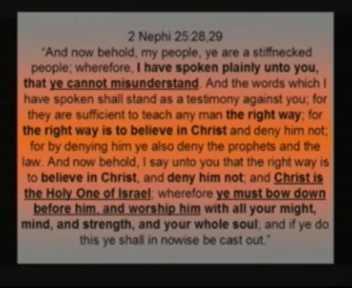 2 Nephi 25:28,29
"And now behold, my people, ye are a stiffnecked
people; wherefore, I have spoken plainly unto you,
that ye cannot misunderstand. And the words which I
have spoken shall stand as a testimony against you; for
they are sufficient to teach any man the right way; for
the right way is to believe in Christ and deny him not;
for by denying him ye also deny the prophets and the
law. And now behold, I say unto you that the right way is
to believe in Christ, and deny him not; and Christ is
the Holy One of Israel; wherefore ye must bow down
before him, and worship him with all your might,
mind, and strength, and your whole soul; and if ye do
this ye shall in nowise be cast out."